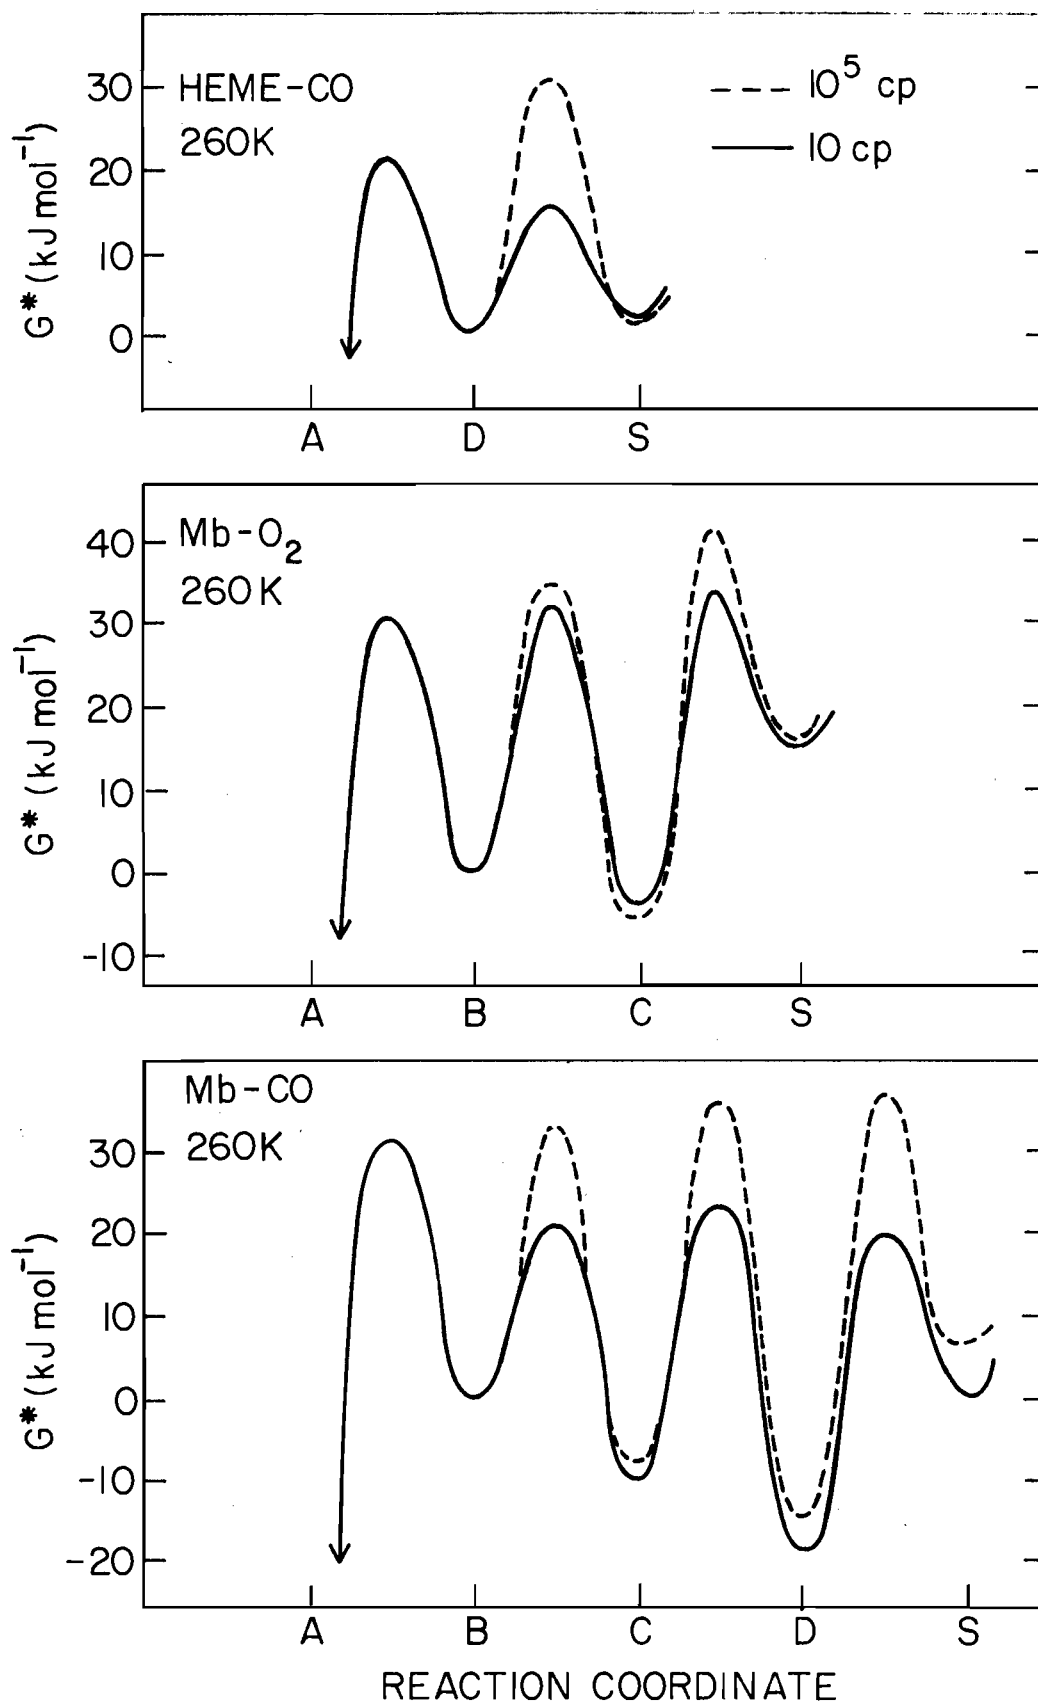 HEME-CO
260K
10⁵ cp
10 cp
30
20
10
0
G* (kJ mol⁻¹)
A D S
Mb-O₂
260K
40
30
20
10
0
-10
G* (kJ mol⁻¹)
A B C S
Mb-CO
260K
30
20
10
0
-10
-20
G* (kJ mol⁻¹)
A B C D S
REACTION COORDINATE